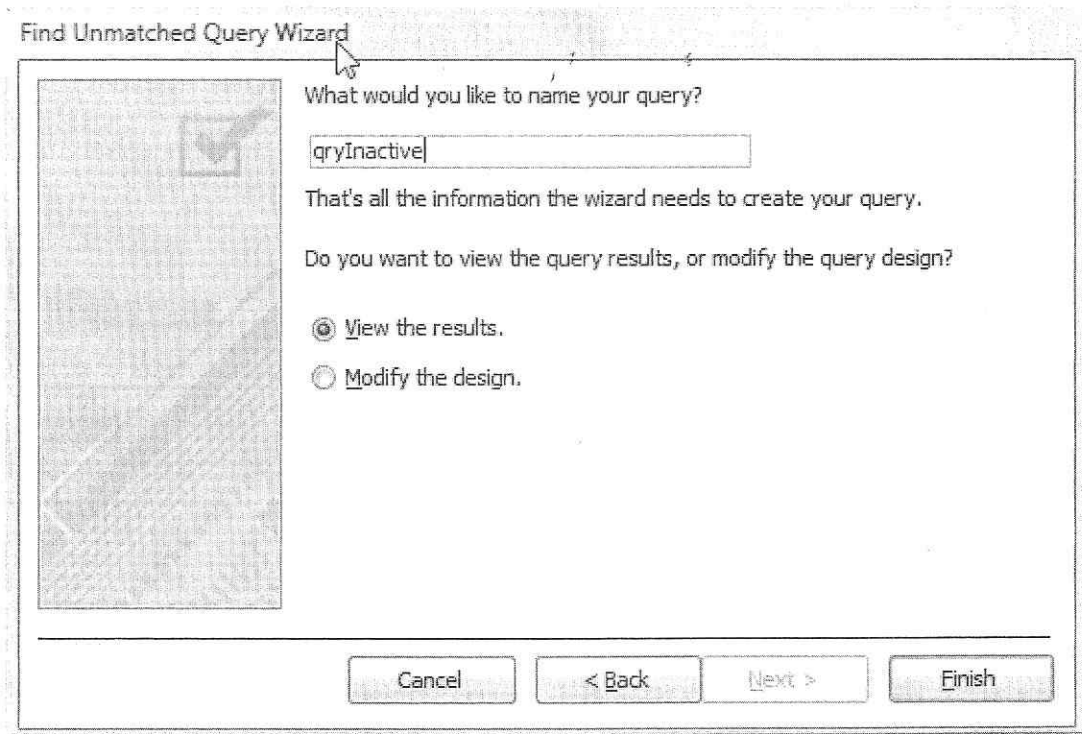 Find Unmatched Query Wizard
What would you like to name your query?
qryInactive
That's all the information the wizard needs to create your query.
Do you want to view the query results, or modify the query design?
View the results.
Modify the design.
Cancel
< Back
Next >
Finish